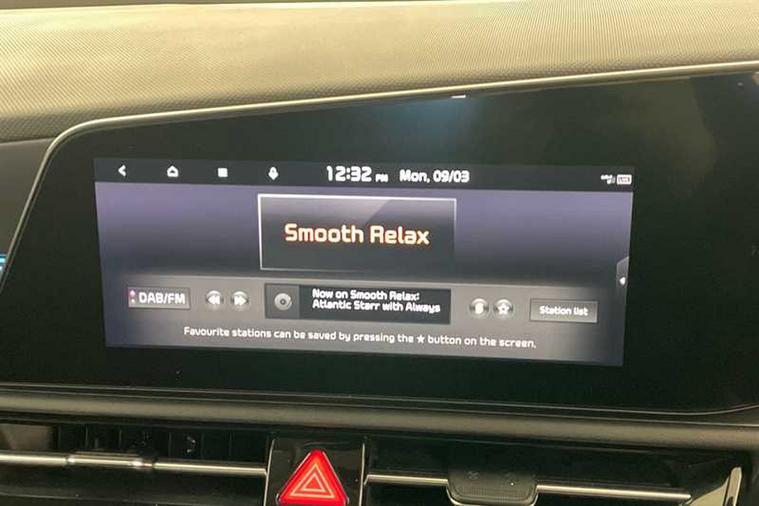 12:32 PM Mon, 09/03
Smooth Relax
DAB/FM
Now on Smooth Relax:
Atlantic Starr with Always
Station list
Favourite stations can be saved by pressing the ★ button on the screen.